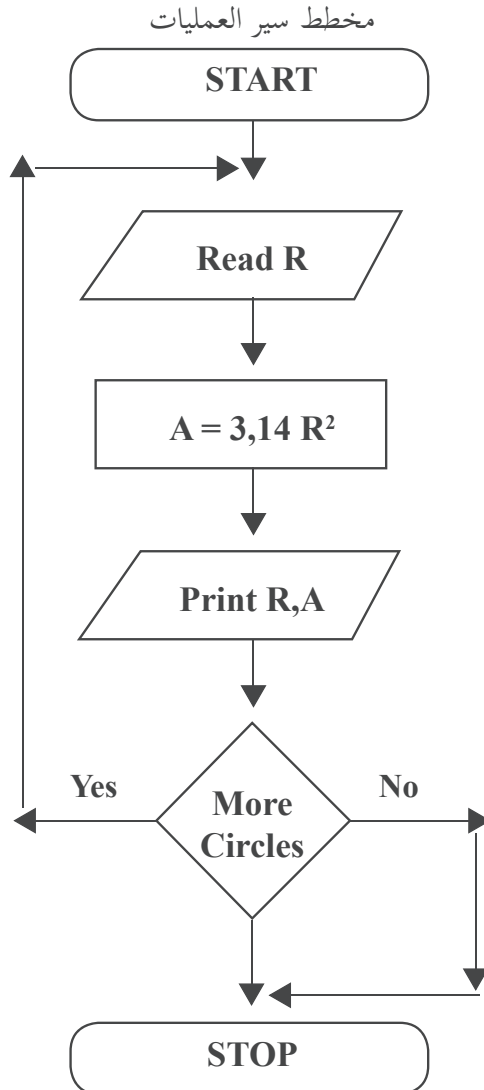 مخطط سير العمليات
START
Read R
A = 3,14 R²
Print R,A
Yes
No
More
Circles
STOP